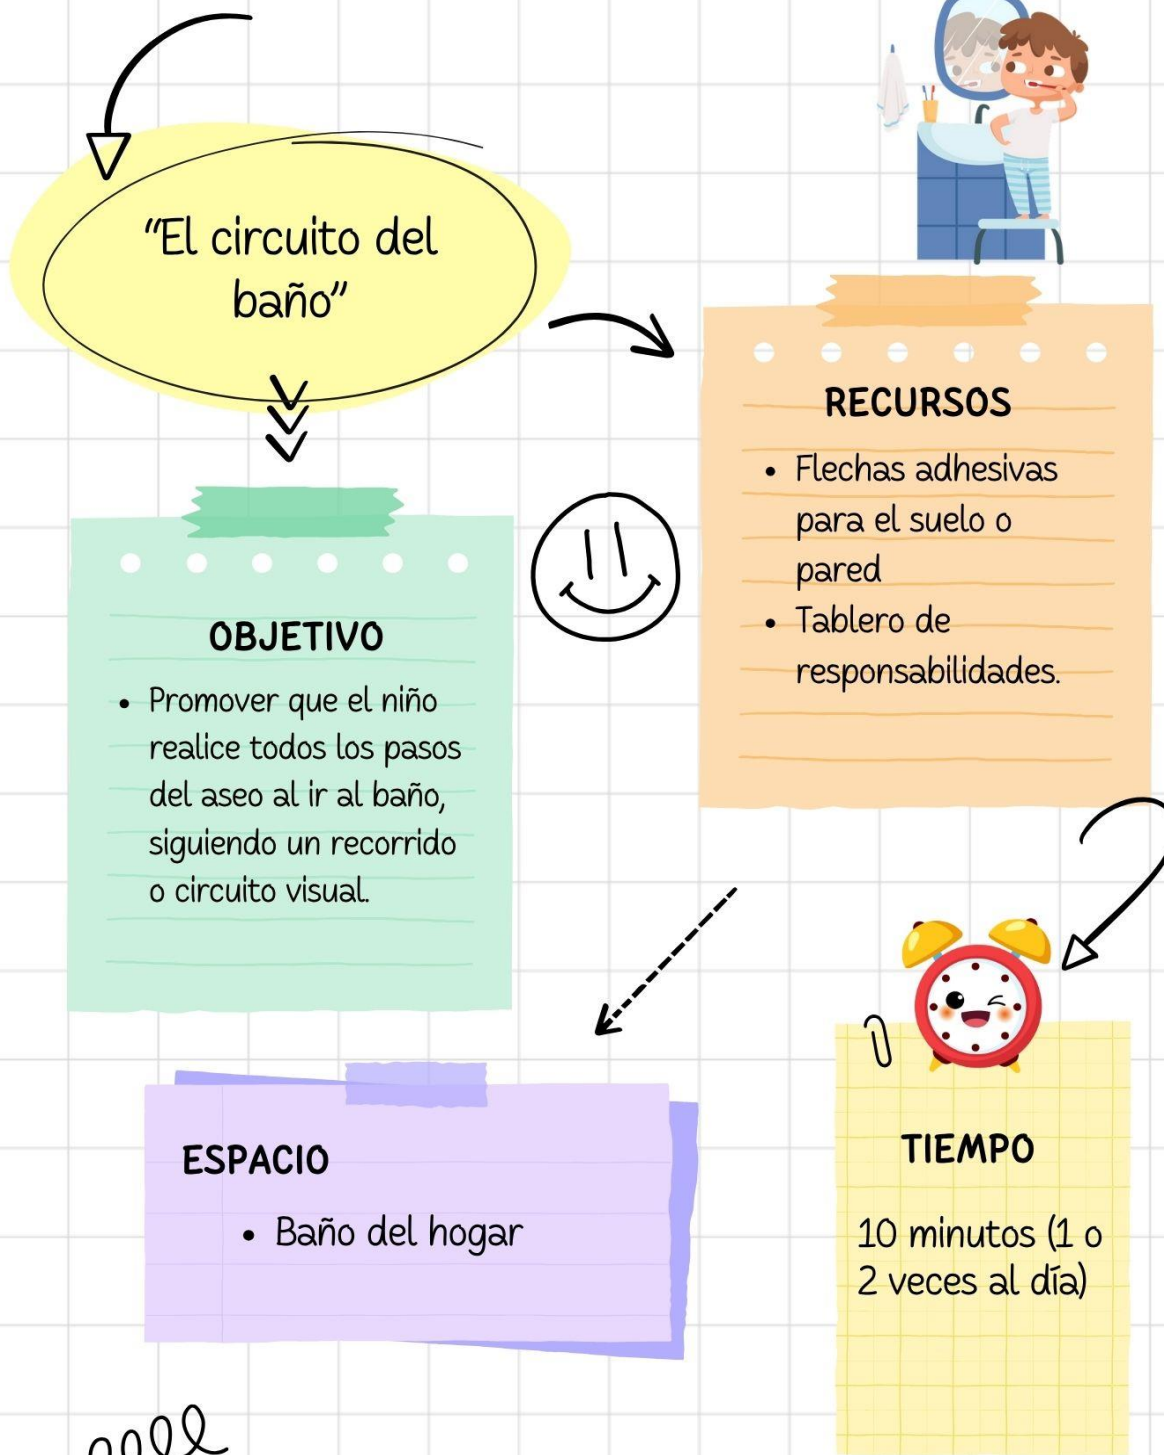 “El circuito del
baño”
RECURSOS
• Flechas adhesivas
para el suelo o
pared
• Tablero de
responsabilidades.
OBJETIVO
• Promover que el niño
realice todos los pasos
del aseo al ir al baño,
siguiendo un recorrido
o circuito visual.
ESPACIO
• Baño del hogar
TIEMPO
10 minutos (1 o
2 veces al día)